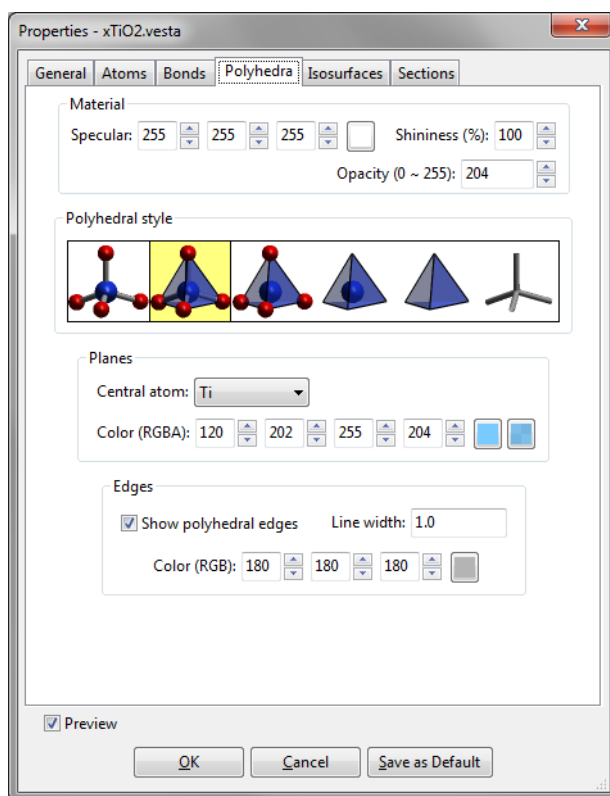 Properties - xTiO2.vesta
General Atoms Bonds Polyhedra Isosurfaces Sections
Material
Specular: 255 255 255 Shininess (%): 100
Opacity (0 ~ 255): 204
Polyhedral style
Planes
Central atom: Ti
Color (RGBA): 120 202 255 204
Edges
Show polyhedral edges Line width: 1.0
Color (RGB): 180 180 180
Preview
OK Cancel Save as Default